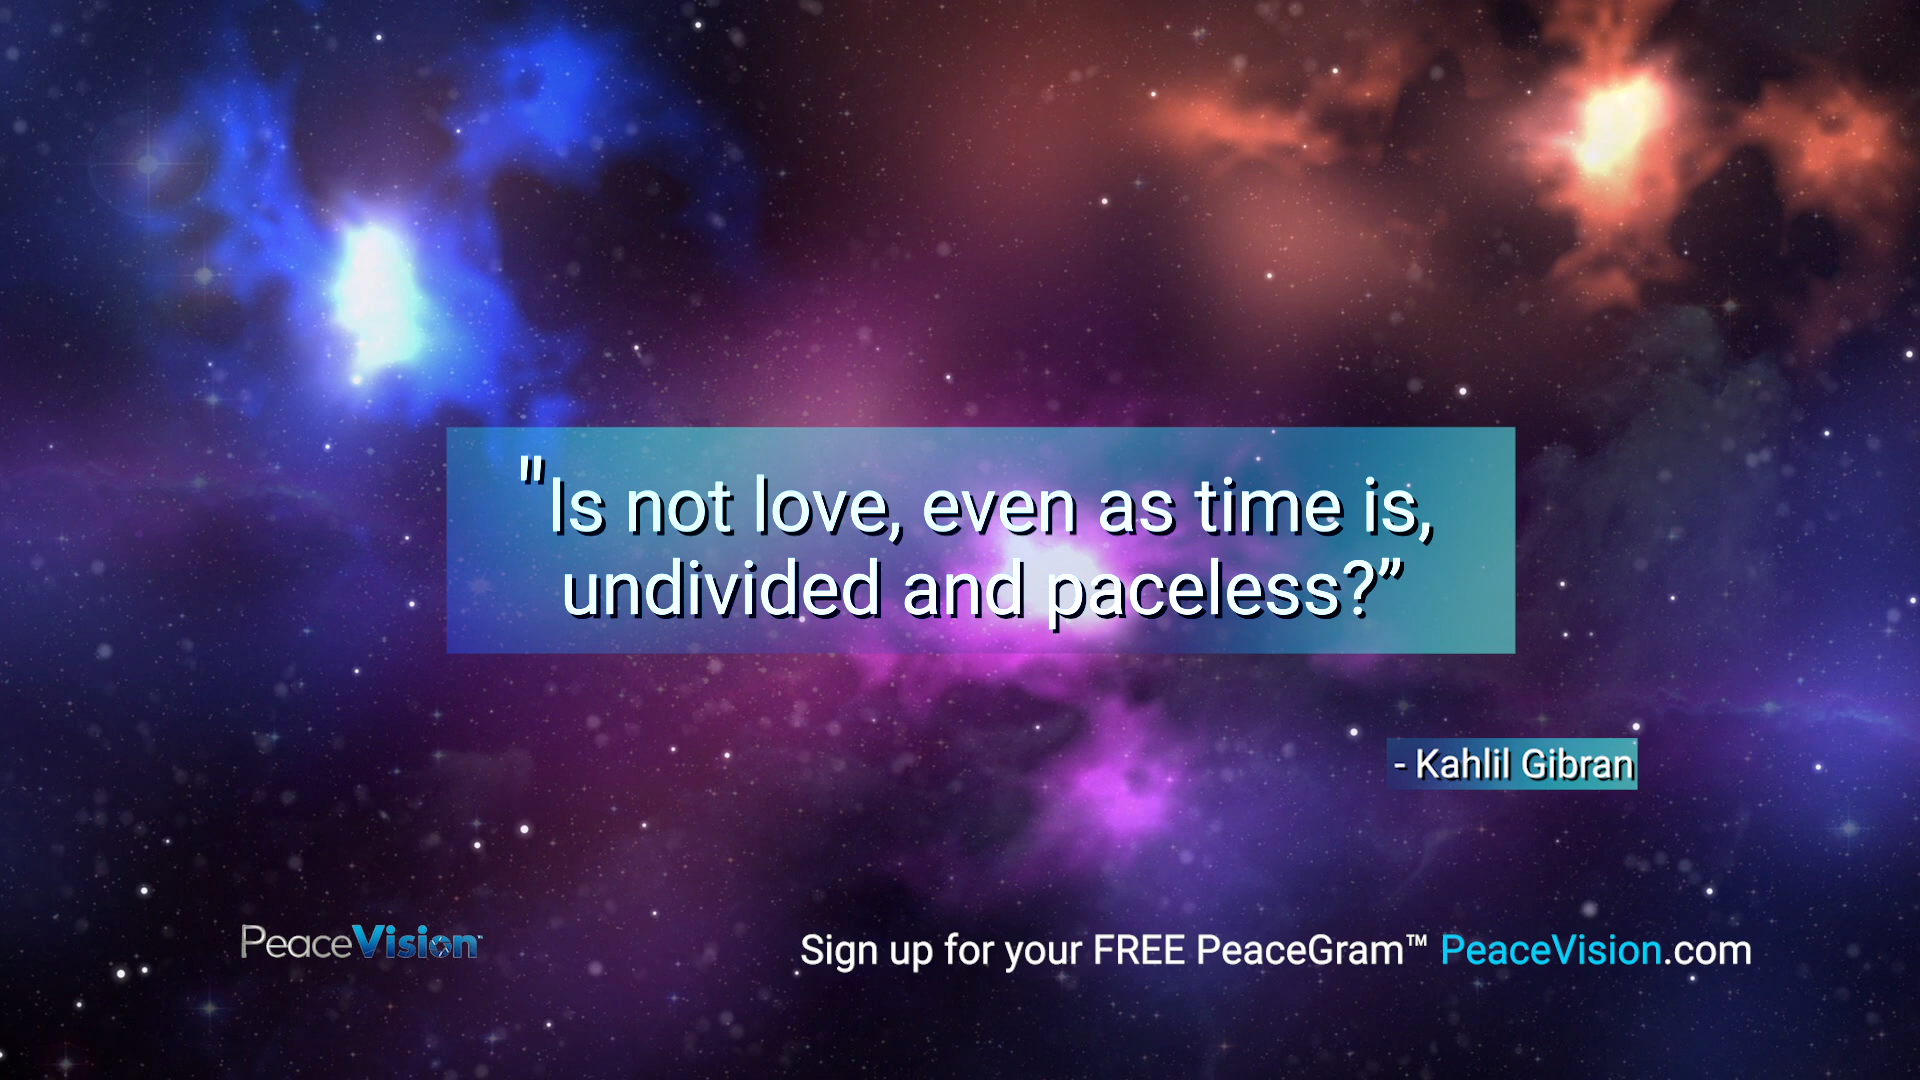 "Is not love, even as time is,
undivided and paceless?”
- Kahlil Gibran
PeaceVision™
Sign up for your FREE PeaceGram™ PeaceVision.com